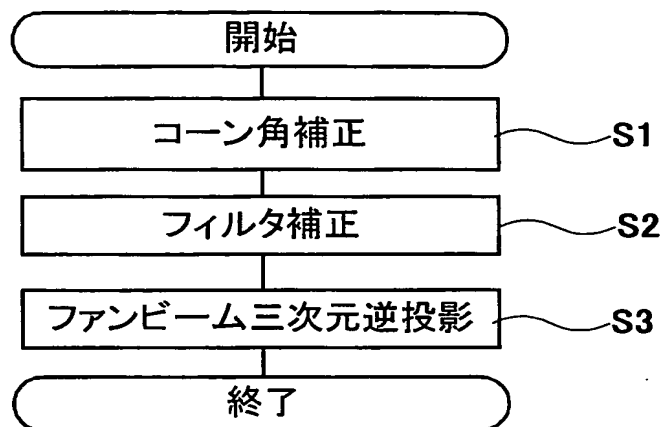 開始
コーン角補正
S1
フィルタ補正
S2
ファンビーム三次元逆投影
S3
終了